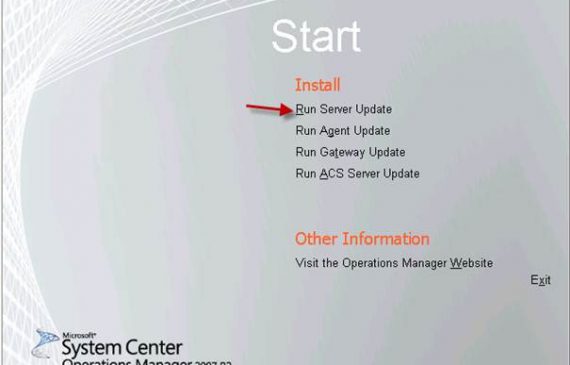 Start
Install
Run Server Update
Run Agent Update
Run Gateway Update
Run ACS Server Update
Other Information
Visit the Operations Manager Website
Exit
Microsoft®
System Center
Operations Manager 2007 R2